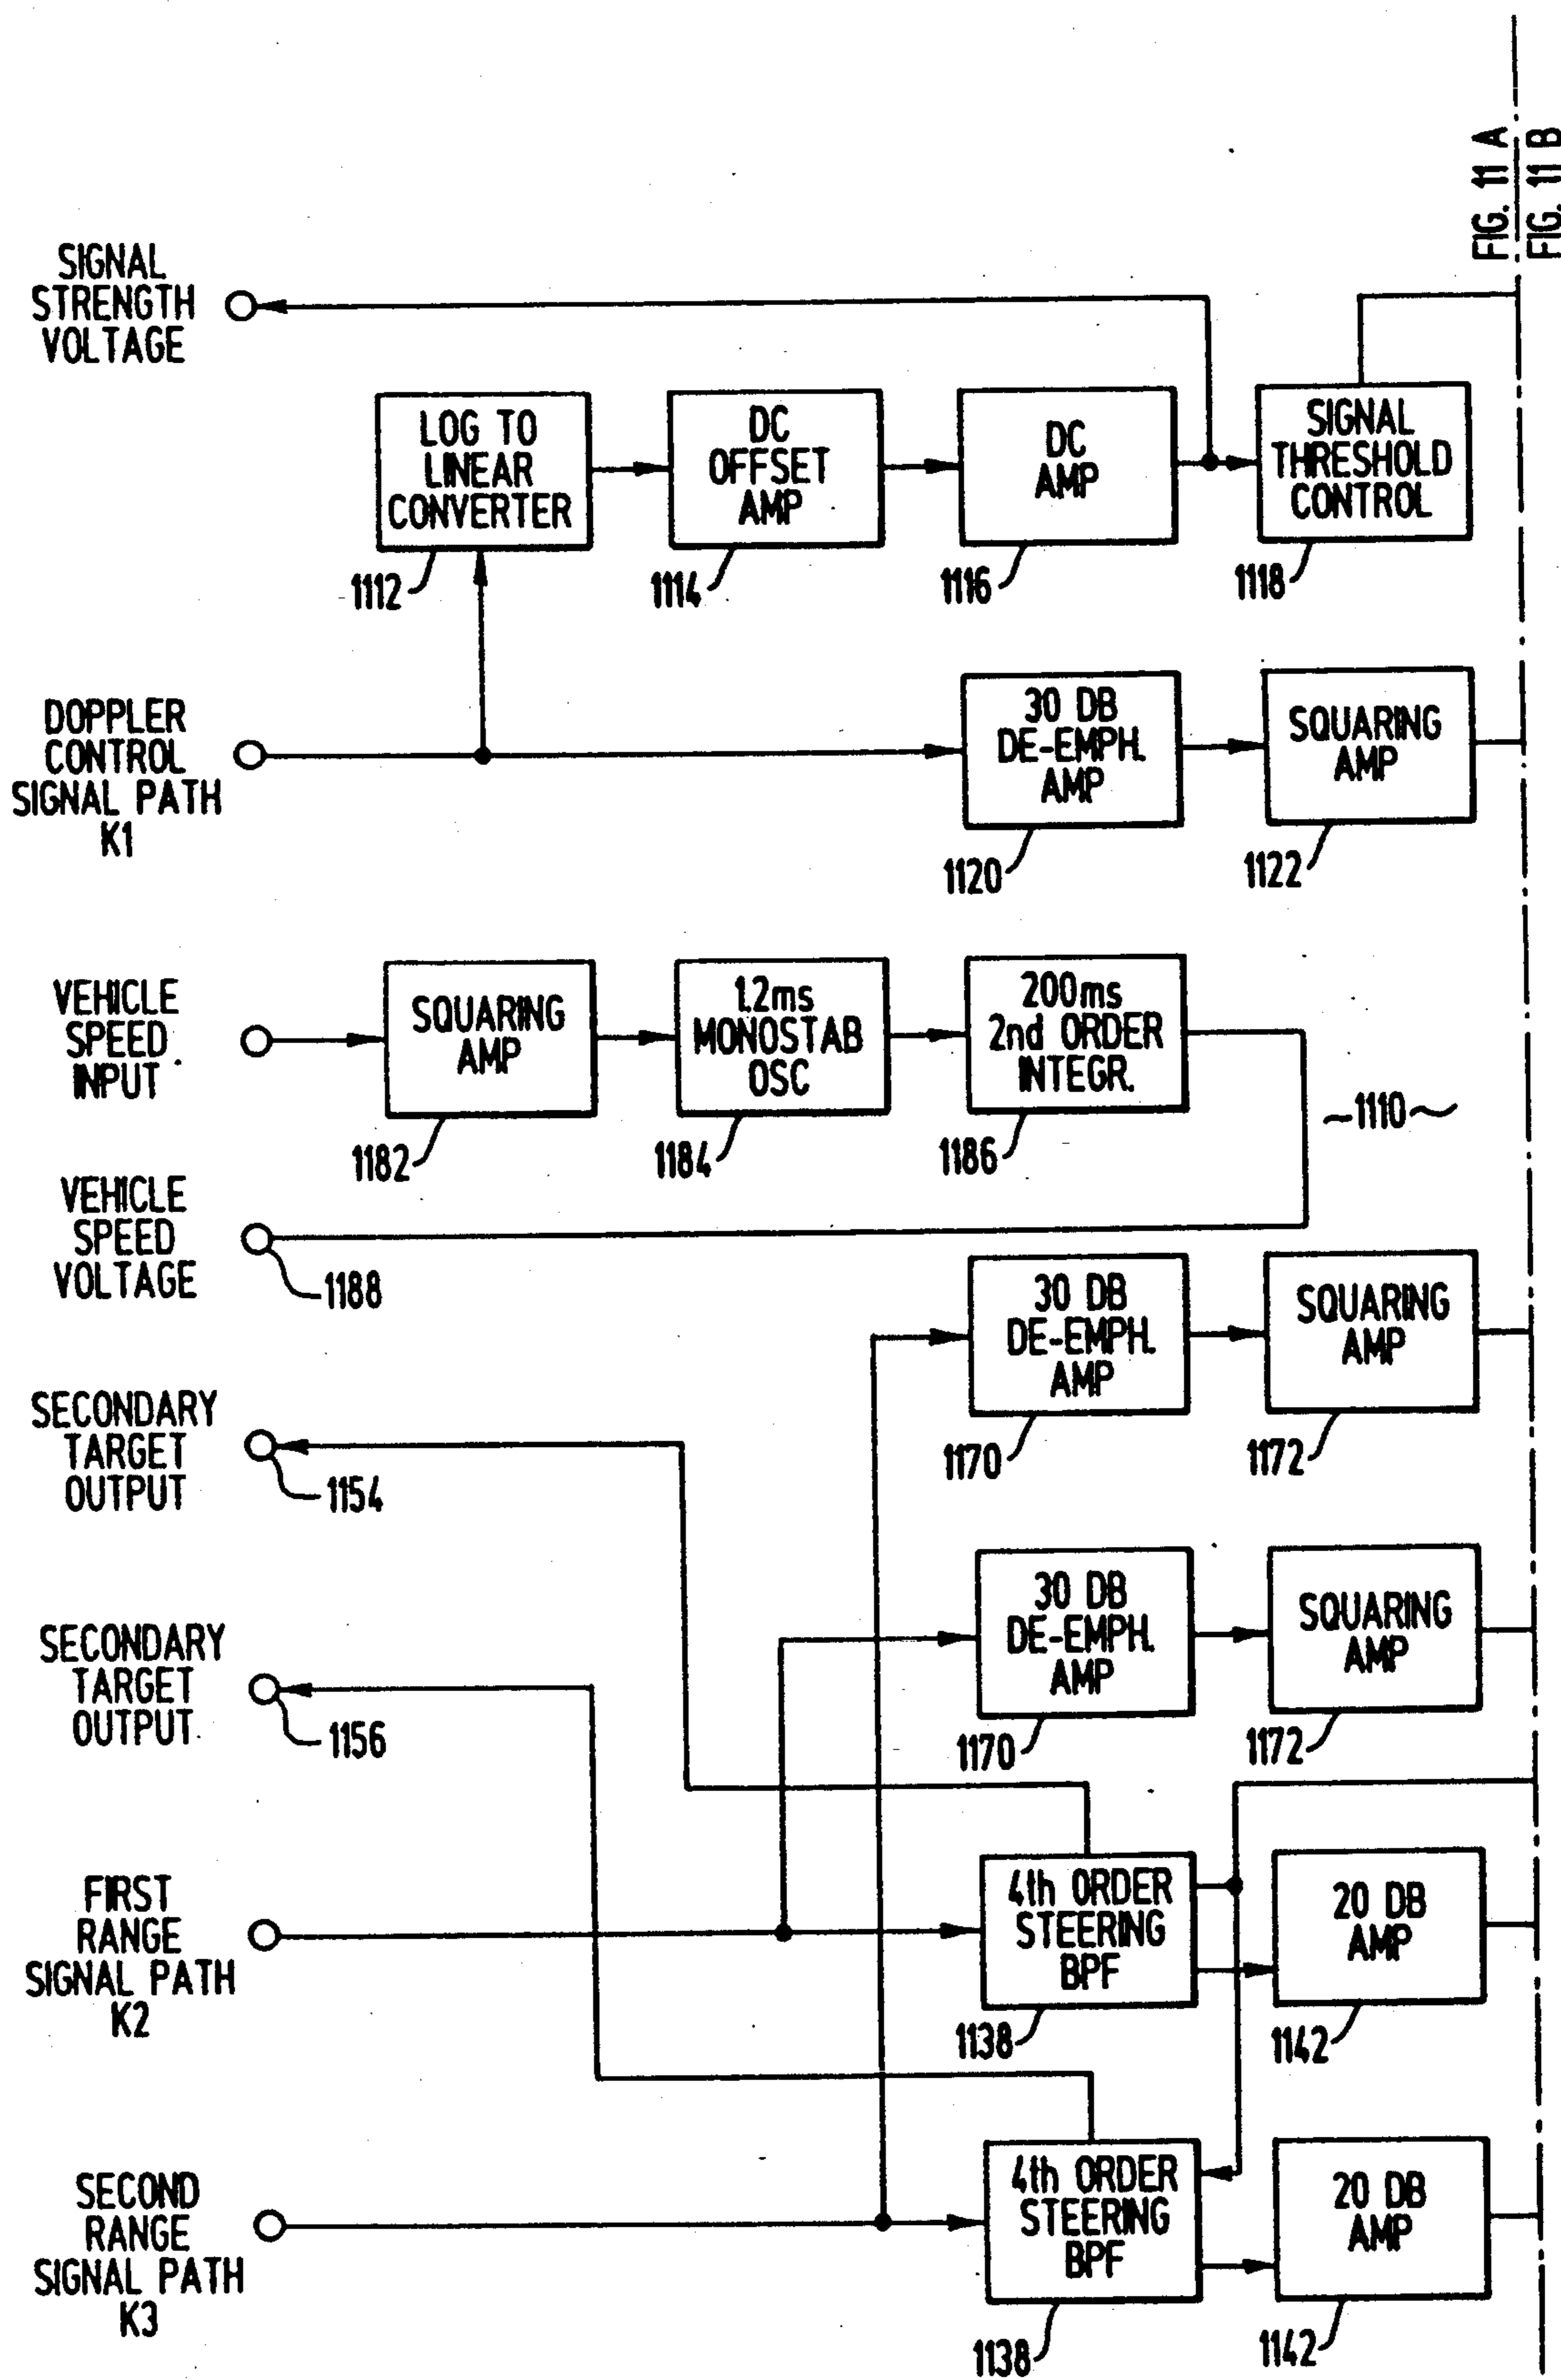 FIG. 11 A
FIG. 11 B
SIGNAL
STRENGTH
VOLTAGE
LOG TO
LINEAR
CONVERTER
1112
DC
OFFSET
AMP
1114
DC
AMP
1116
SIGNAL
THRESHOLD
CONTROL
1118
DOPPLER
CONTROL
SIGNAL PATH
K1
30 DB
DE-EMPH.
AMP
1120
SQUARING
AMP
1122
VEHICLE
SPEED
INPUT
SQUARING
AMP
1182
1.2ms
MONOSTAB
OSC
1184
200ms
2nd ORDER
INTEGR.
1186
~1110~
VEHICLE
SPEED
VOLTAGE
1188
30 DB
DE-EMPH.
AMP
1170
SQUARING
AMP
1172
SECONDARY
TARGET
OUTPUT
1154
30 DB
DE-EMPH.
AMP
1170
SQUARING
AMP
1172
SECONDARY
TARGET
OUTPUT
1156
FIRST
RANGE
SIGNAL PATH
K2
4th ORDER
STEERING
BPF
1138
20 DB
AMP
1142
SECOND
RANGE
SIGNAL PATH
K3
4th ORDER
STEERING
BPF
1138
20 DB
AMP
1142